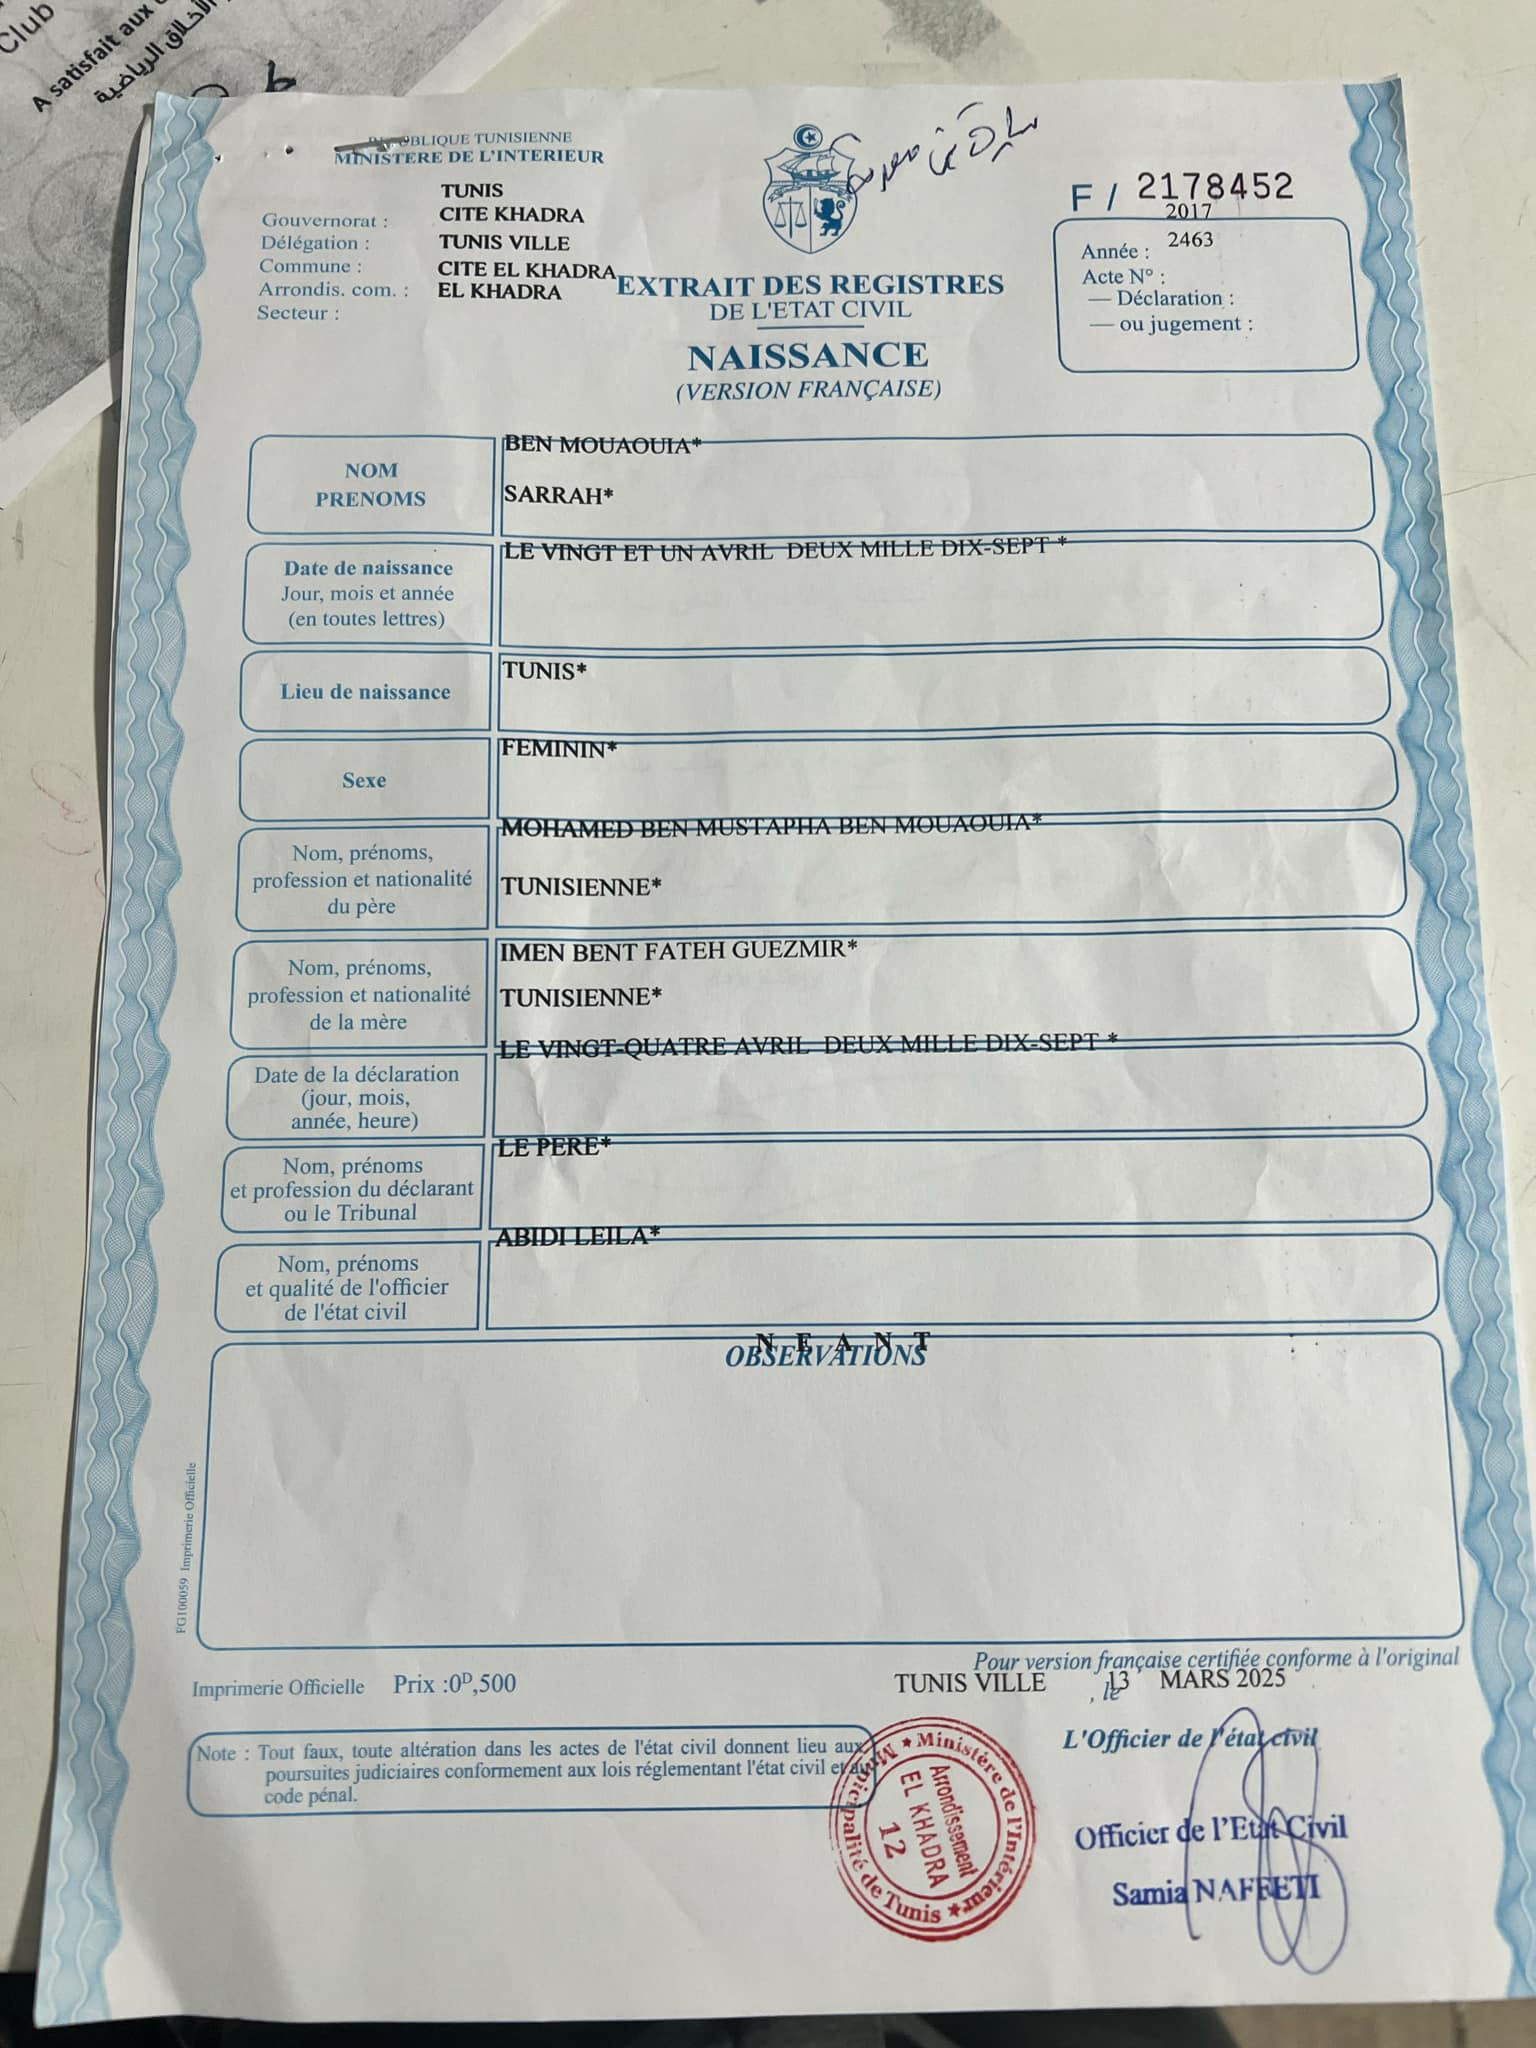 Club
A satisfait aux
الأخلاق الرياضية
REPUBLIQUE TUNISIENNE
MINISTERE DE L'INTERIEUR
TUNIS
Gouvernorat :
CITE KHADRA
Délégation :
TUNIS VILLE
Commune :
CITE EL KHADRA
Arrondis. com. :
EL KHADRA
Secteur :
EXTRAIT DES REGISTRES
DE L'ETAT CIVIL
NAISSANCE
(VERSION FRANÇAISE)
F / 2178452
2017
Année :
2463
Acte N° :
— Déclaration :
— ou jugement :
NOM
PRENOMS
BEN MOUAOUIA*
SARRAH*
Date de naissance
Jour, mois et année
(en toutes lettres)
LE VINGT ET UN AVRIL DEUX MILLE DIX-SEPT *
Lieu de naissance
TUNIS*
Sexe
FEMININ*
Nom, prénoms,
profession et nationalité
du père
MOHAMED BEN MUSTAPHA BEN MOUAOUIA*
TUNISIENNE*
Nom, prénoms,
profession et nationalité
de la mère
IMEN BENT FATEH GUEZMIR*
TUNISIENNE*
Date de la déclaration
(jour, mois,
année, heure)
LE VINGT-QUATRE AVRIL DEUX MILLE DIX-SEPT *
Nom, prénoms
et profession du déclarant
ou le Tribunal
LE PERE*
Nom, prénoms
et qualité de l'officier
de l'état civil
ABIDI LEILA*
N E A N T
OBSERVATIONS
FG100059 Imprimerie Officielle
Pour version française certifiée conforme à l'original
Imprimerie Officielle Prix :0D,500
TUNIS VILLE , le 13 MARS 2025
L'Officier de l'état civil
Note : Tout faux, toute altération dans les actes de l'état civil donnent lieu aux
poursuites judiciaires conformement aux lois réglementant l'état civil et au
code pénal.
Ministère de l'Intérieur ★ Municipalité de Tunis ★
Arrondissement
EL KHADRA
12
Officier de l'Etat Civil
Samia NAFFETI